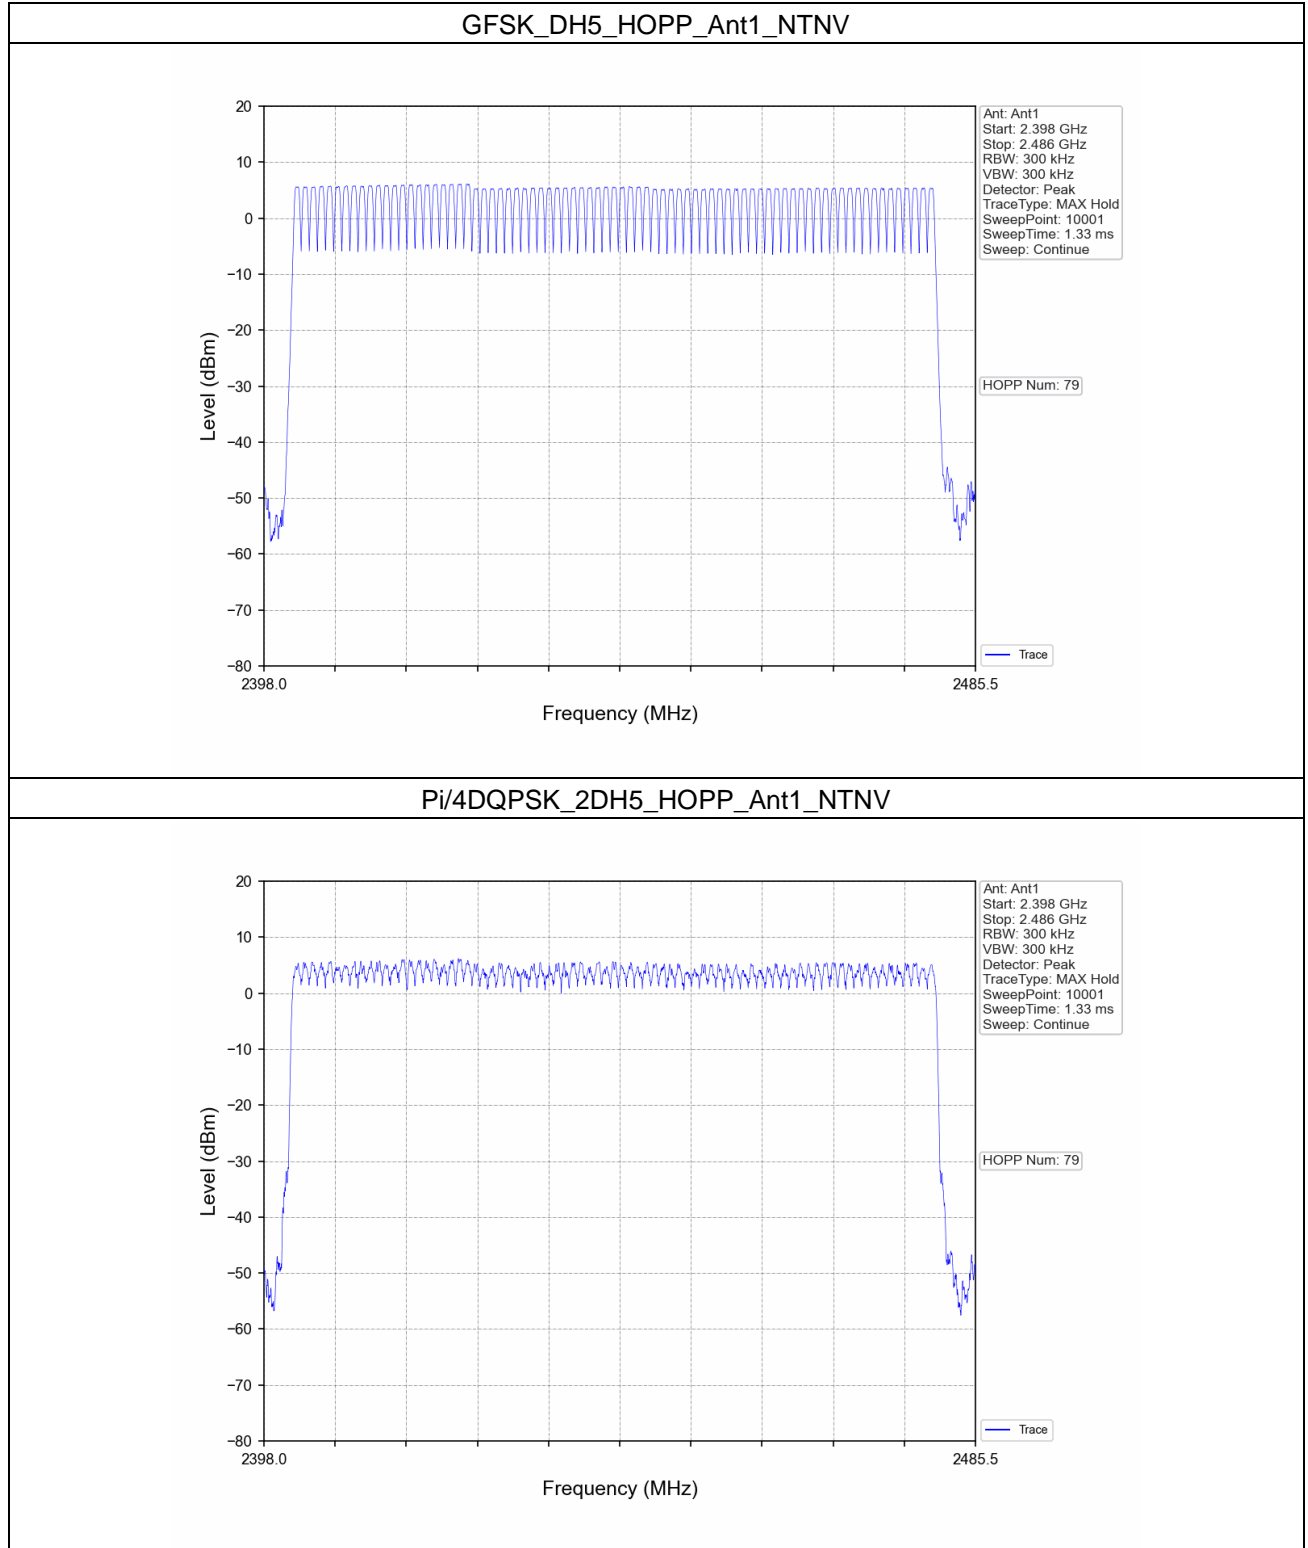 GFSK_DH5_HOPP_Ant1_NTNV
20
10
0
−10
−20
−30
−40
−50
−60
−70
−80
Level (dBm)
2398.0
2485.5
Frequency (MHz)
Ant: Ant1
Start: 2.398 GHz
Stop: 2.486 GHz
RBW: 300 kHz
VBW: 300 kHz
Detector: Peak
TraceType: MAX Hold
SweepPoint: 10001
SweepTime: 1.33 ms
Sweep: Continue
HOPP Num: 79
Trace
Pi/4DQPSK_2DH5_HOPP_Ant1_NTNV
20
10
0
−10
−20
−30
−40
−50
−60
−70
−80
Level (dBm)
2398.0
2485.5
Frequency (MHz)
Ant: Ant1
Start: 2.398 GHz
Stop: 2.486 GHz
RBW: 300 kHz
VBW: 300 kHz
Detector: Peak
TraceType: MAX Hold
SweepPoint: 10001
SweepTime: 1.33 ms
Sweep: Continue
HOPP Num: 79
Trace